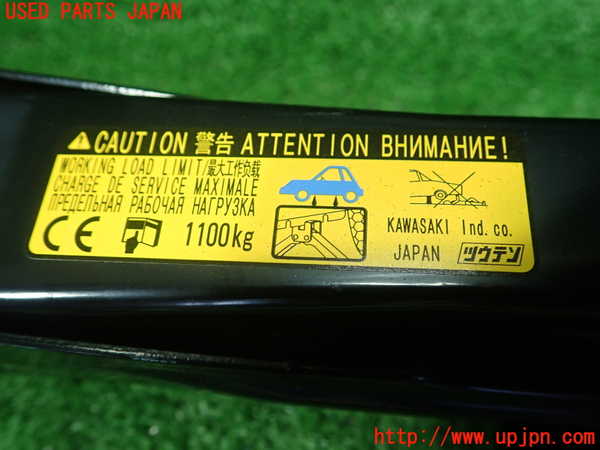 USED PARTS JAPAN
CAUTION 警告 ATTENTION ВНИМАНИЕ!
WORKING LOAD LIMIT/最大工作负载
CHARGE DE SERVICE MAXIMALE
ПРЕДЕЛЬНАЯ РАБОЧАЯ НАГРУЗКА
CE 1100kg
KAWASAKI Ind. co.
JAPAN ツウテン
http://www.upjpn.com/